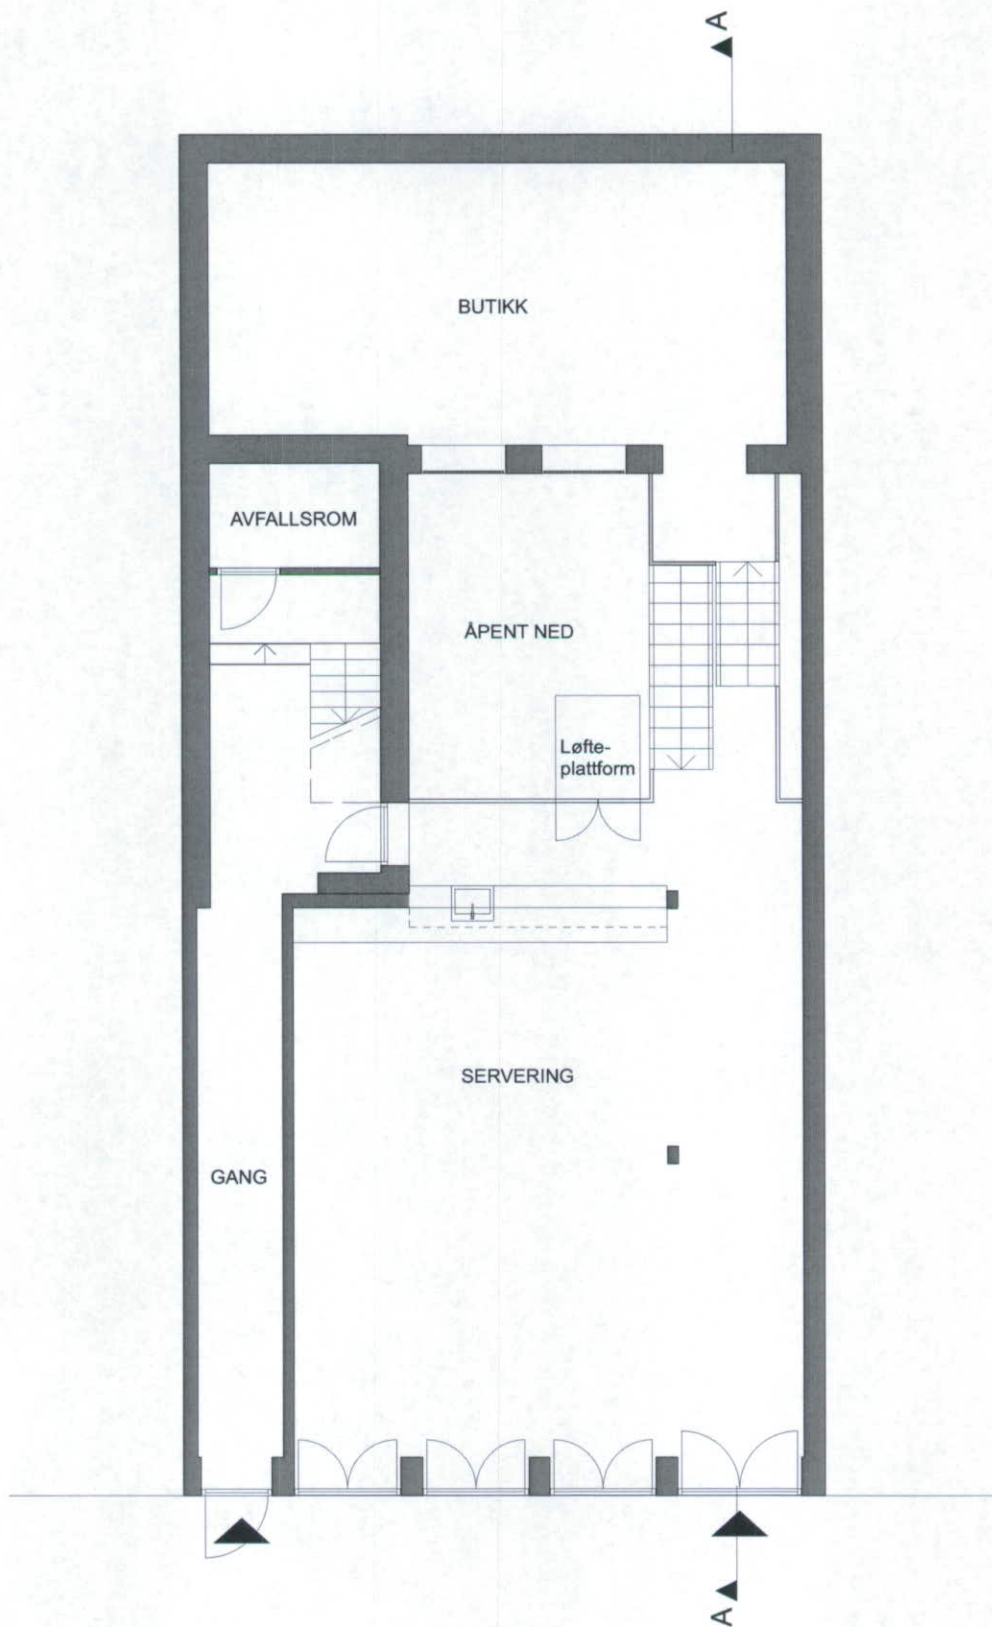 A
BUTIKK
AVFALLSROM
ÅPENT NED
Løfte-
plattform
SERVERING
GANG
A